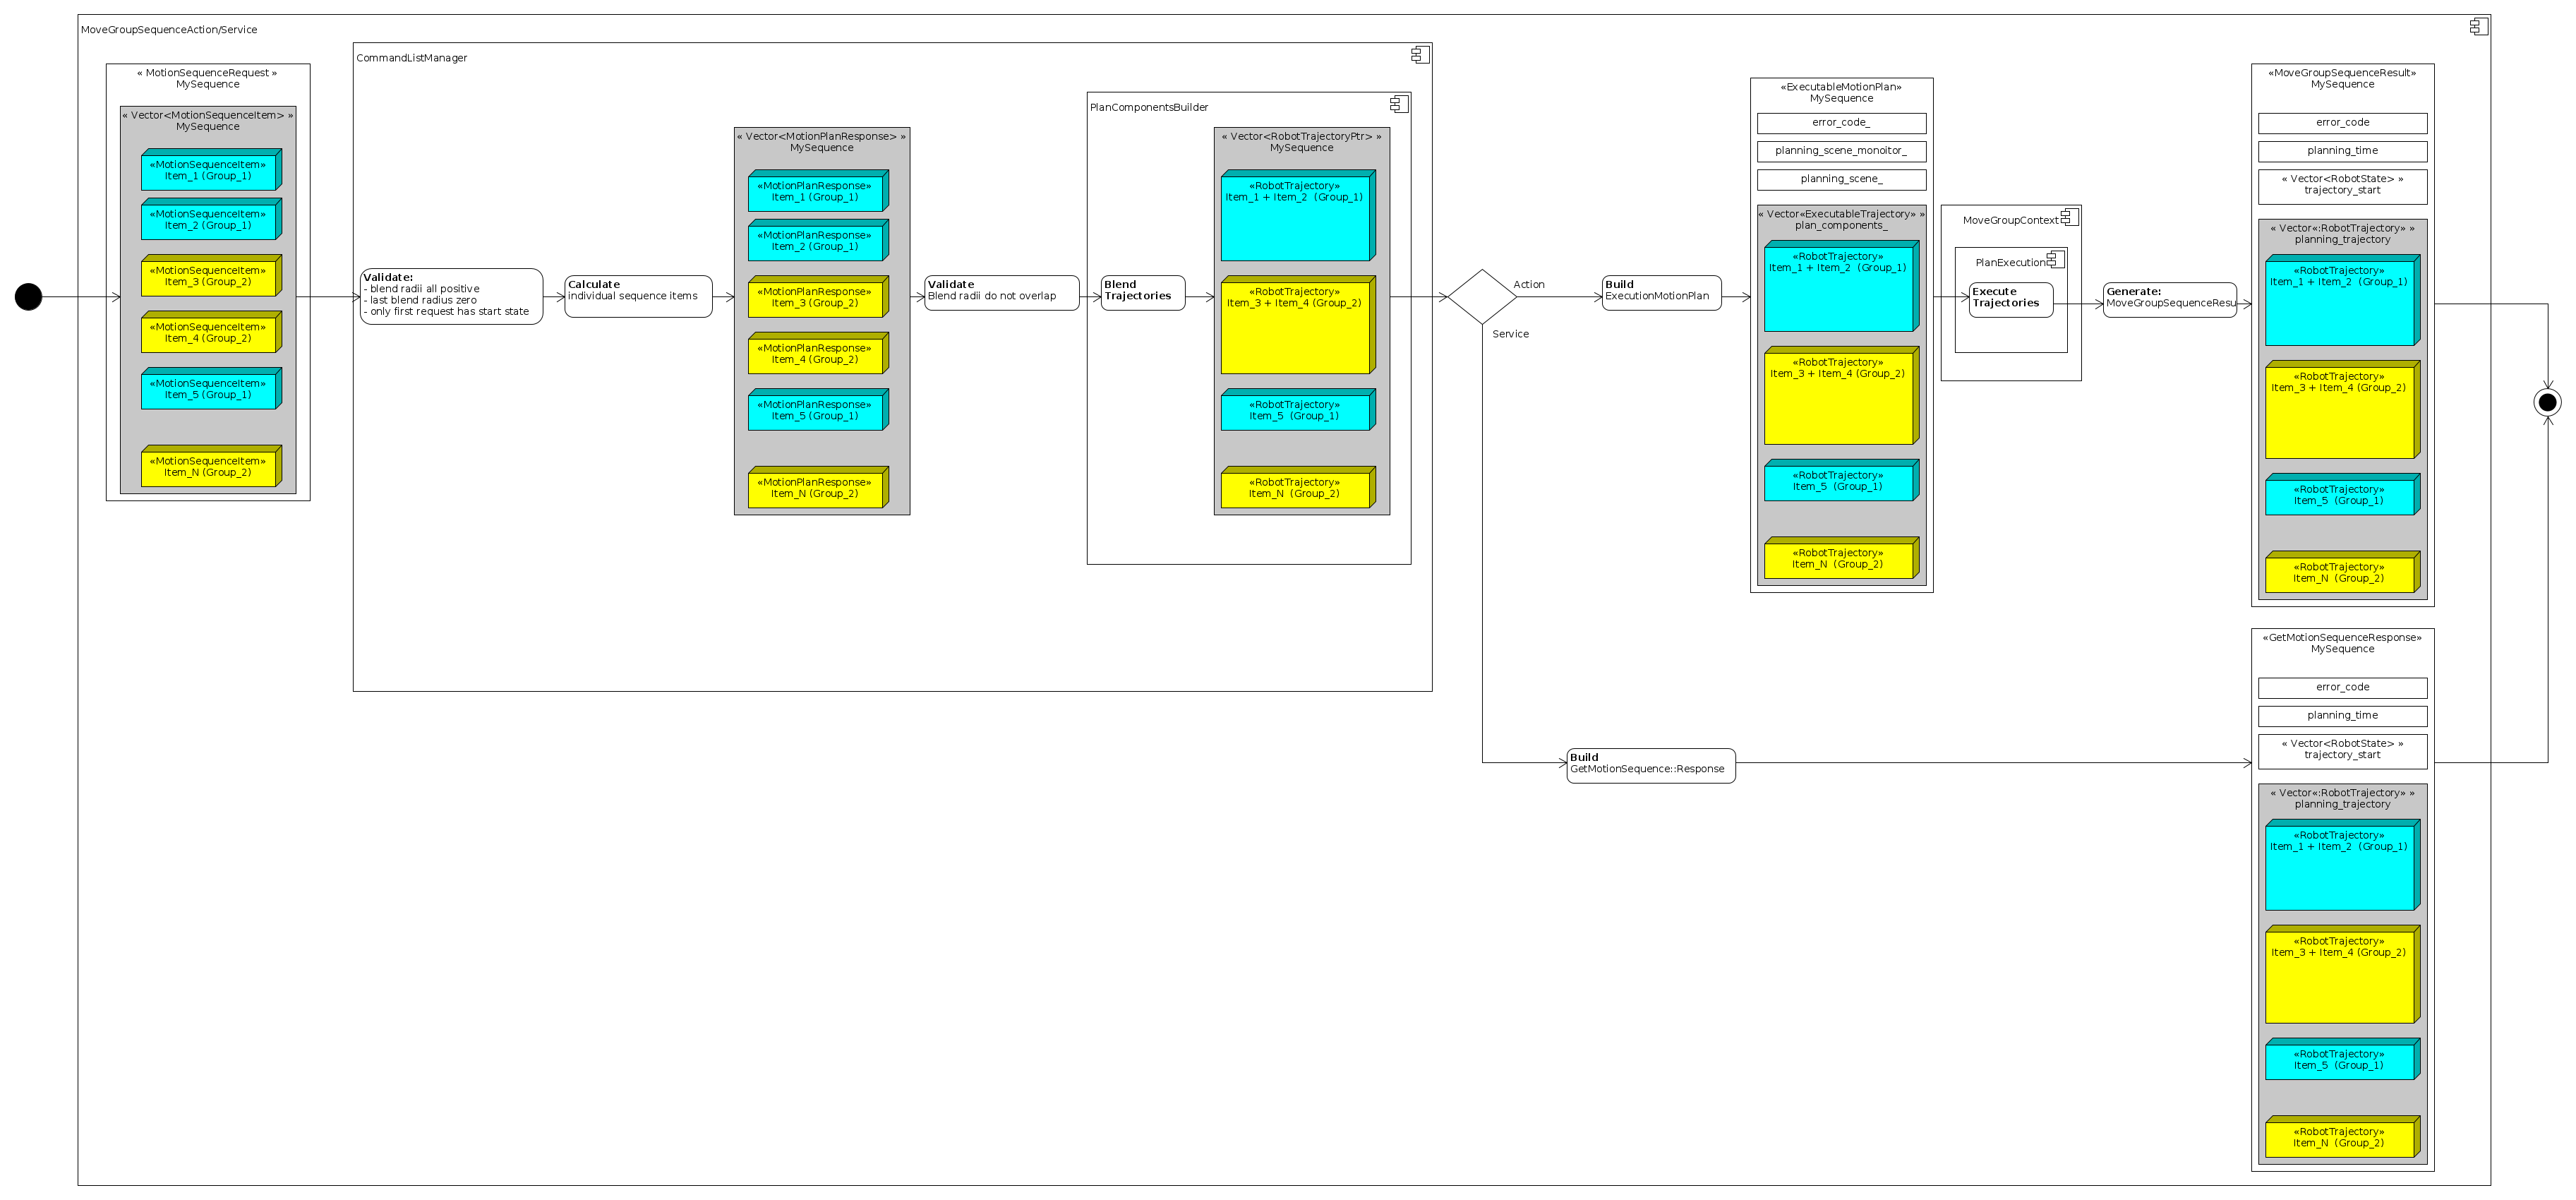 MoveGroupSequenceAction/Service
« MotionSequenceRequest »
MySequence
« Vector<MotionSequenceItem> »
MySequence
«MotionSequenceItem»
Item_1 (Group_1)
«MotionSequenceItem»
Item_2 (Group_1)
«MotionSequenceItem»
Item_3 (Group_2)
«MotionSequenceItem»
Item_4 (Group_2)
«MotionSequenceItem»
Item_5 (Group_1)
«MotionSequenceItem»
Item_N (Group_2)
CommandListManager
Validate:
- blend radii all positive
- last blend radius zero
- only first request has start state
Calculate
individual sequence items
« Vector<MotionPlanResponse> »
MySequence
«MotionPlanResponse»
Item_1 (Group_1)
«MotionPlanResponse»
Item_2 (Group_1)
«MotionPlanResponse»
Item_3 (Group_2)
«MotionPlanResponse»
Item_4 (Group_2)
«MotionPlanResponse»
Item_5 (Group_1)
«MotionPlanResponse»
Item_N (Group_2)
Validate
Blend radii do not overlap
PlanComponentsBuilder
Blend
Trajectories
« Vector<RobotTrajectoryPtr> »
MySequence
«RobotTrajectory»
Item_1 + Item_2 (Group_1)
«RobotTrajectory»
Item_3 + Item_4 (Group_2)
«RobotTrajectory»
Item_5 (Group_1)
«RobotTrajectory»
Item_N (Group_2)
Action
Service
Build
ExecutionMotionPlan
«ExecutableMotionPlan»
MySequence
error_code_
planning_scene_monoitor_
planning_scene_
« Vector«ExecutableTrajectory» »
plan_components_
«RobotTrajectory»
Item_1 + Item_2 (Group_1)
«RobotTrajectory»
Item_3 + Item_4 (Group_2)
«RobotTrajectory»
Item_5 (Group_1)
«RobotTrajectory»
Item_N (Group_2)
MoveGroupContext
PlanExecution
Execute
Trajectories
Generate:
MoveGroupSequenceResu
«MoveGroupSequenceResult»
MySequence
error_code
planning_time
« Vector<RobotState> »
trajectory_start
« Vector«:RobotTrajectory» »
planning_trajectory
«RobotTrajectory»
Item_1 + Item_2 (Group_1)
«RobotTrajectory»
Item_3 + Item_4 (Group_2)
«RobotTrajectory»
Item_5 (Group_1)
«RobotTrajectory»
Item_N (Group_2)
Build
GetMotionSequence::Response
«GetMotionSequenceResponse»
MySequence
error_code
planning_time
« Vector<RobotState> »
trajectory_start
« Vector«:RobotTrajectory» »
planning_trajectory
«RobotTrajectory»
Item_1 + Item_2 (Group_1)
«RobotTrajectory»
Item_3 + Item_4 (Group_2)
«RobotTrajectory»
Item_5 (Group_1)
«RobotTrajectory»
Item_N (Group_2)